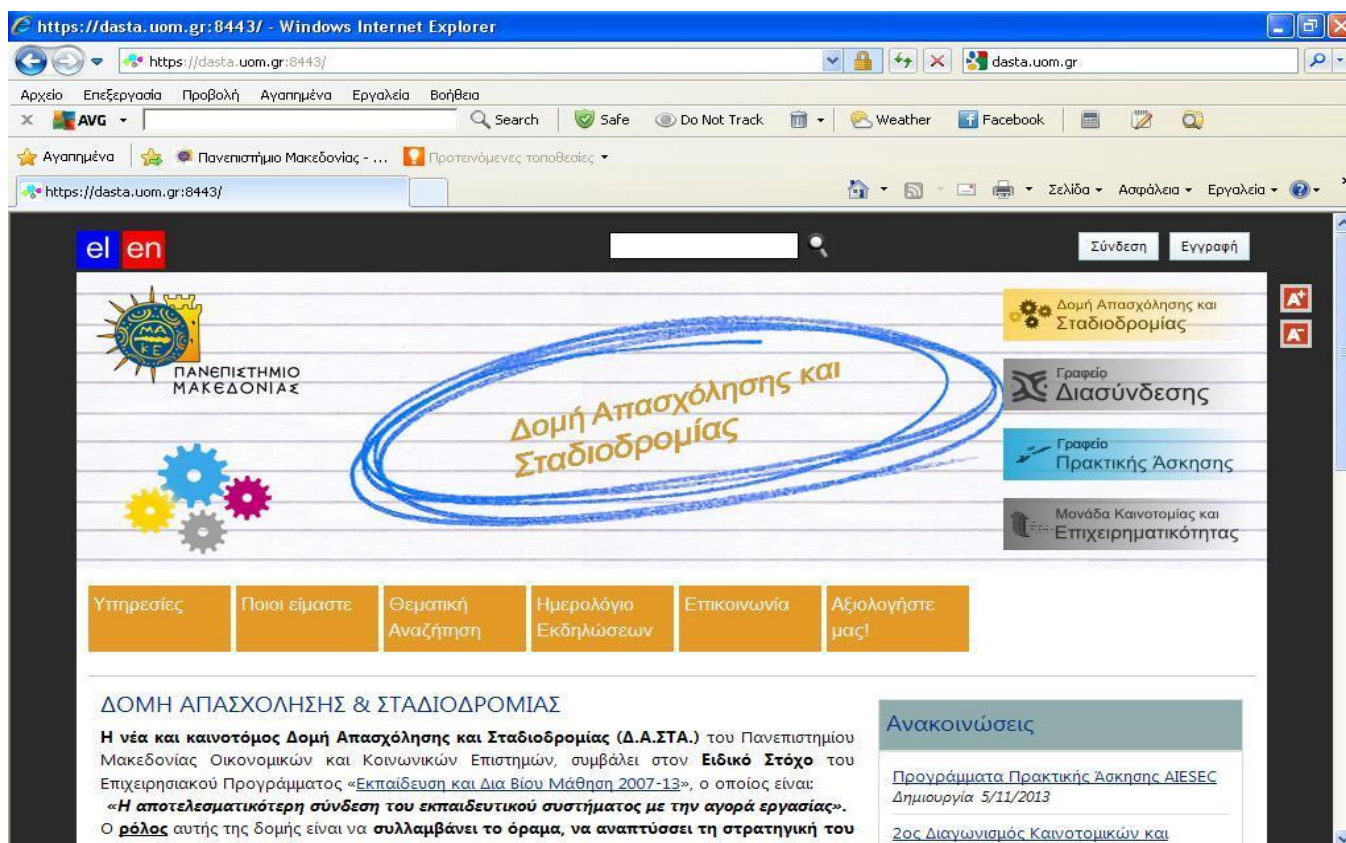 https://dasta.uom.gr:8443/ - Windows Internet Explorer
https://dasta.uom.gr:8443/
dasta.uom.gr
Αρχείο Επεξεργασία Προβολή Αγαπημένα Εργαλεία Βοήθεια
x AVG Search Safe Do Not Track Weather Facebook
Αγαπημένα Πανεπιστήμιο Μακεδονίας - ... Προτεινόμενες τοποθεσίες
https://dasta.uom.gr:8443/
Σελίδα Ασφάλεια Εργαλεία
el en
Σύνδεση Εγγραφή
A+
A-
ΜΑ
ΚΕ
ΠΑΝΕΠΙΣΤΗΜΙΟ
ΜΑΚΕΔΟΝΙΑΣ
Δομή Απασχόλησης και
Σταδιοδρομίας
Δομή Απασχόλησης και
Σταδιοδρομίας
Γραφείο
Διασύνδεσης
Γραφείο
Πρακτικής Άσκησης
Μονάδα Καινοτομίας και
Επιχειρηματικότητας
Υπηρεσίες
Ποιοι είμαστε
Θεματική
Αναζήτηση
Ημερολόγιο
Εκδηλώσεων
Επικοινωνία
Αξιολογήστε
μας!
ΔΟΜΗ ΑΠΑΣΧΟΛΗΣΗΣ & ΣΤΑΔΙΟΔΡΟΜΙΑΣ
Η νέα και καινοτόμος Δομή Απασχόλησης και Σταδιοδρομίας (Δ.Α.ΣΤΑ.) του Πανεπιστημίου
Μακεδονίας Οικονομικών και Κοινωνικών Επιστημών, συμβάλει στον Ειδικό Στόχο του
Επιχειρησιακού Προγράμματος «Εκπαίδευση και Δια Βίου Μάθηση 2007-13», ο οποίος είναι:
«Η αποτελεσματικότερη σύνδεση του εκπαιδευτικού συστήματος με την αγορά εργασίας».
Ο ρόλος αυτής της δομής είναι να συλλαμβάνει το όραμα, να αναπτύσσει τη στρατηγική του
Ανακοινώσεις
Προγράμματα Πρακτικής Άσκησης AIESEC
Δημιουργία 5/11/2013
2ος Διαγωνισμός Καινοτομικών και